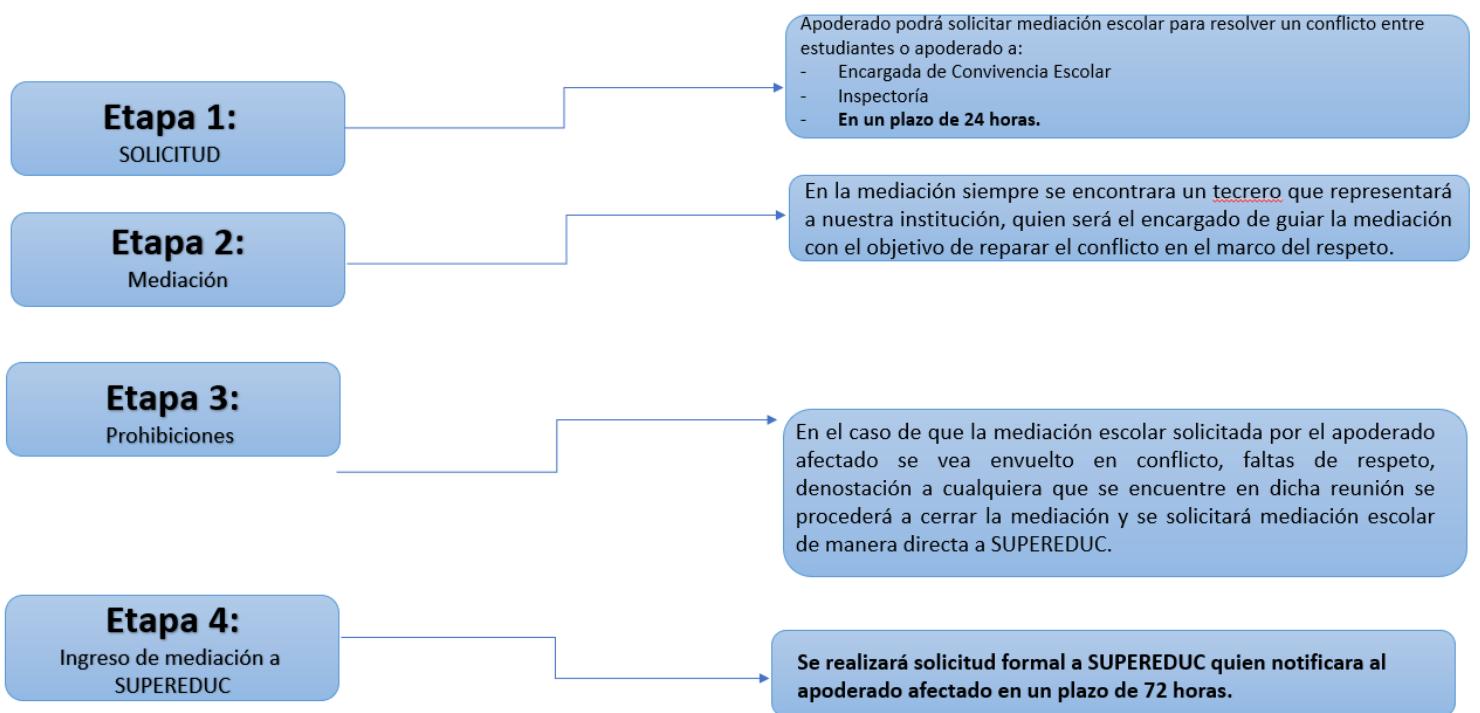 Etapa 1:
SOLICITUD
Apoderado podrá solicitar mediación escolar para resolver un conflicto entre
estudiantes o apoderado a:
- Encargada de Convivencia Escolar
- Inspectoría
- En un plazo de 24 horas.
Etapa 2:
Mediación
En la mediación siempre se encontrara un tecrero que representará
a nuestra institución, quien será el encargado de guiar la mediación
con el objetivo de reparar el conflicto en el marco del respeto.
Etapa 3:
Prohibiciones
En el caso de que la mediación escolar solicitada por el apoderado
afectado se vea envuelto en conflicto, faltas de respeto,
denostación a cualquiera que se encuentre en dicha reunión se
procederá a cerrar la mediación y se solicitará mediación escolar
de manera directa a SUPEREDUC.
Etapa 4:
Ingreso de mediación a
SUPEREDUC
Se realizará solicitud formal a SUPEREDUC quien notificara al
apoderado afectado en un plazo de 72 horas.